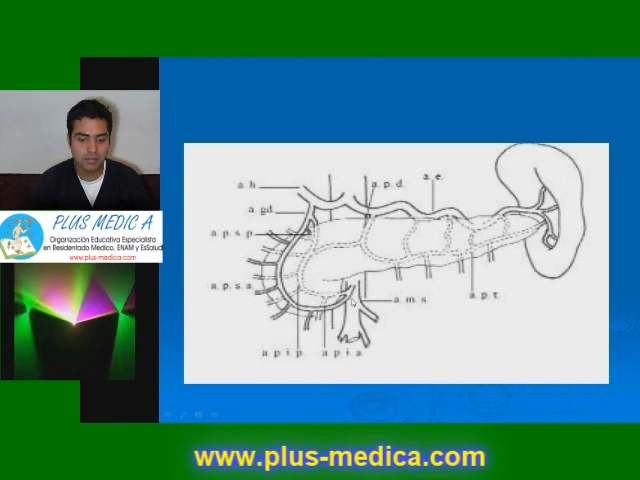 PLUS MEDIC A
Organización Educativa Especialista
en Residentado Medico, ENAM y EsSalud
www.plus-medica.com
a. h.
a. gd.
a. p. s. p.
a. p. s. a.
a. p. i. p.
a. p. i. a.
a. p. d.
a. e.
a. m. s.
a. p. t.
www.plus-medica.com